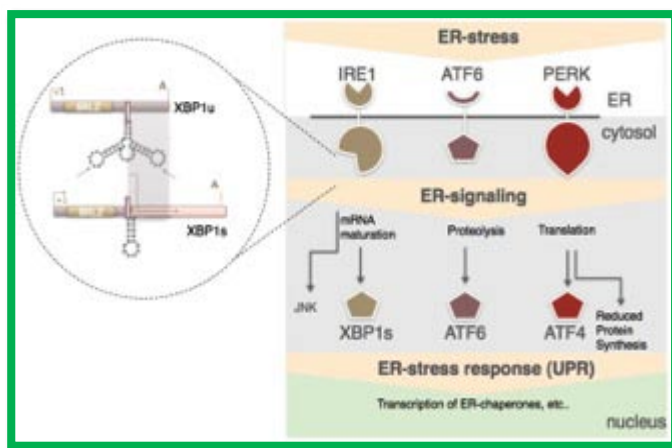 ER-stress
IRE1 ATF6 PERK
ER
cytosol
A
XBP1u
A
XBP1s
ER-signaling
mRNA
maturation
Proteolysis
Translation
JNK
XBP1s ATF6 ATF4
Reduced
Protein
Synthesis
ER-stress response (UPR)
Transcription of ER-chaperones, etc..
nucleus